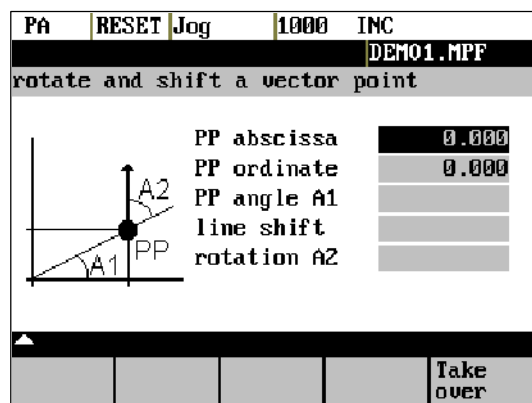 PA RESET Jog 1000 INC
DEMO1.MPF
rotate and shift a vector point
PP abscissa 0.000
PP ordinate 0.000
PP angle A1
line shift
rotation A2
A2
PP
A1
Take
over